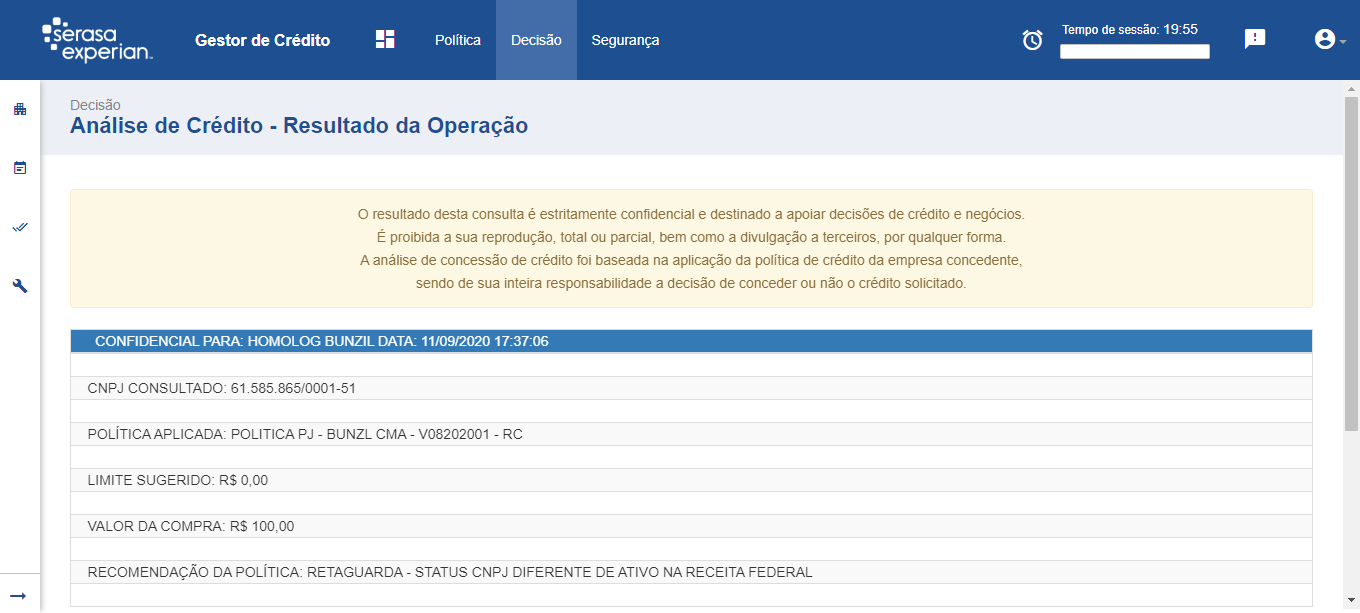 serasa
experian.
Gestor de Crédito
Política
Decisão
Segurança
Tempo de sessão: 19:55
Decisão
Análise de Crédito - Resultado da Operação
O resultado desta consulta é estritamente confidencial e destinado a apoiar decisões de crédito e negócios.
É proibida a sua reprodução, total ou parcial, bem como a divulgação a terceiros, por qualquer forma.
A análise de concessão de crédito foi baseada na aplicação da política de crédito da empresa concedente,
sendo de sua inteira responsabilidade a decisão de conceder ou não o crédito solicitado.
CONFIDENCIAL PARA: HOMOLOG BUNZIL DATA: 11/09/2020 17:37:06
CNPJ CONSULTADO: 61.585.865/0001-51
POLÍTICA APLICADA: POLITICA PJ - BUNZL CMA - V08202001 - RC
LIMITE SUGERIDO: R$ 0,00
VALOR DA COMPRA: R$ 100,00
RECOMENDAÇÃO DA POLÍTICA: RETAGUARDA - STATUS CNPJ DIFERENTE DE ATIVO NA RECEITA FEDERAL